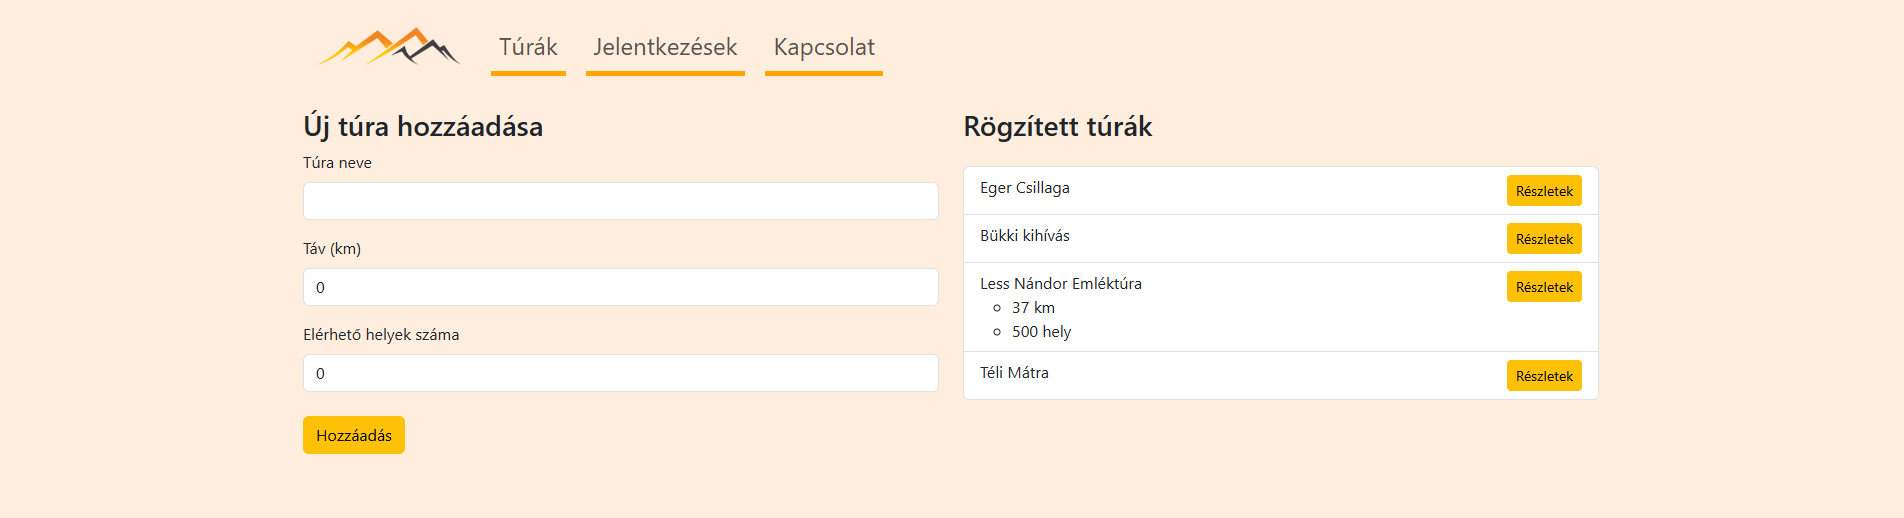 Túrák Jelentkezések Kapcsolat
Új túra hozzáadása
Túra neve
Táv (km)
0
Elérhető helyek száma
0
Hozzáadás
Rögzített túrák
Eger Csillaga Részletek
Bükki kihívás Részletek
Less Nándor Emléktúra Részletek
37 km
500 hely
Téli Mátra Részletek